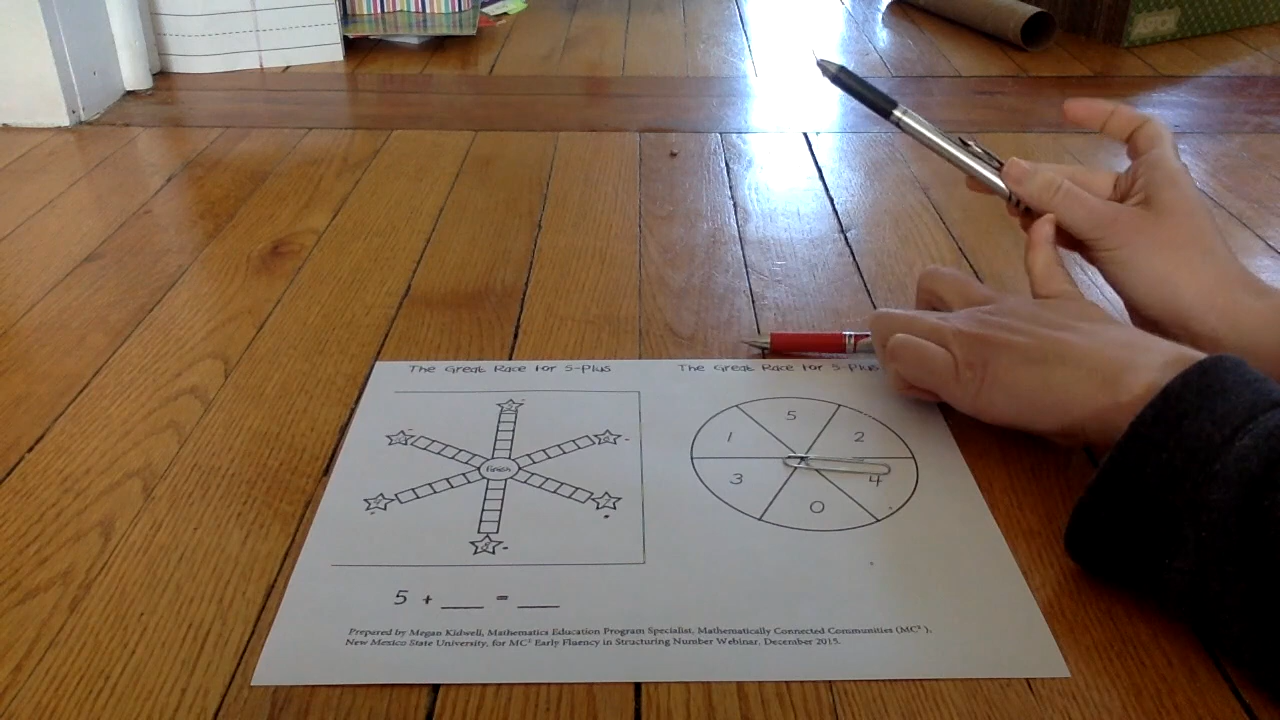 The Great Race for 5-Plus
The Great Race for 5-Plus
finish
1
5
2
3
0
4
5 + ___ = ___
Prepared by Megan Kidwell, Mathematics Education Program Specialist, Mathematically Connected Communities (MC²),
New Mexico State University, for MC² Early Fluency in Structuring Number Webinar, December 2015.